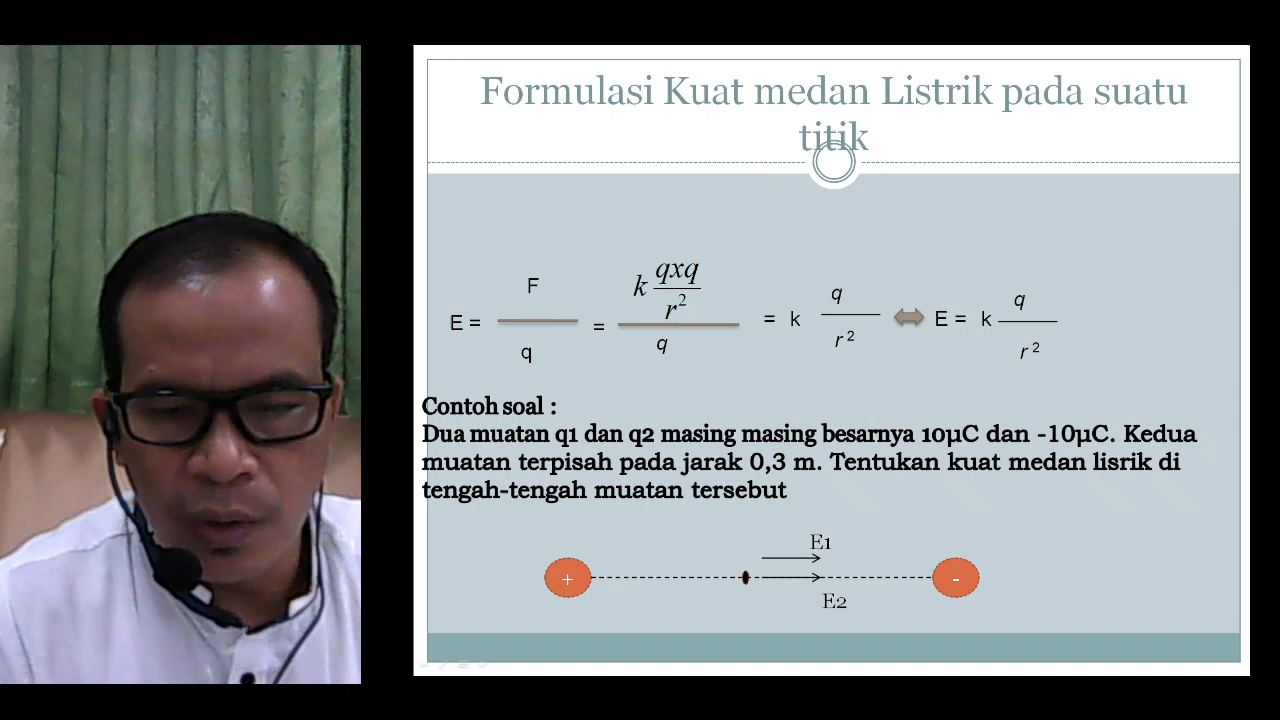 Formulasi Kuat medan Listrik pada suatu
titik
E = F / q = k qxq / r² / q = k q / r² ⇔ E = k q / r²
Contoh soal :
Dua muatan q1 dan q2 masing masing besarnya 10µC dan -10µC. Kedua
muatan terpisah pada jarak 0,3 m. Tentukan kuat medan lisrik di
tengah-tengah muatan tersebut
E1
+ -
E2